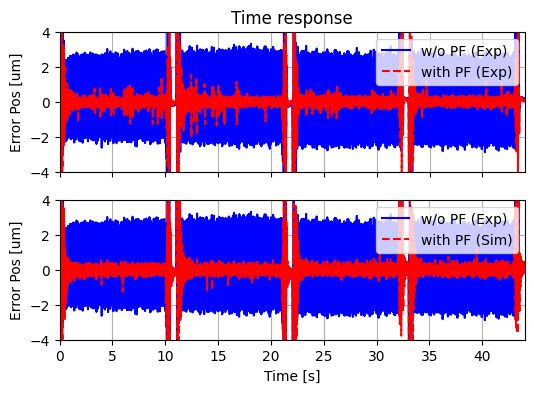 Time response
4
2
0
−2
−4
Error Pos [um]
w/o PF (Exp)
with PF (Exp)
4
2
0
−2
−4
Error Pos [um]
w/o PF (Exp)
with PF (Sim)
0 5 10 15 20 25 30 35 40
Time [s]